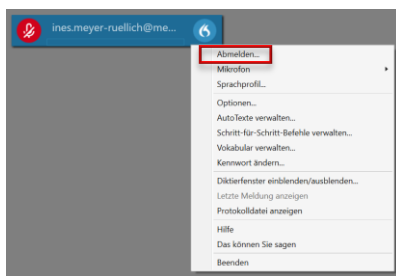 ines.meyer-ruellich@me...
Abmelden...
Mikrofon
Sprachprofil...
Optionen...
AutoTexte verwalten...
Schritt-für-Schritt-Befehle verwalten...
Vokabular verwalten...
Kennwort ändern...
Diktierfenster einblenden/ausblenden...
Letzte Meldung anzeigen
Protokolldatei anzeigen
Hilfe
Das können Sie sagen
Beenden